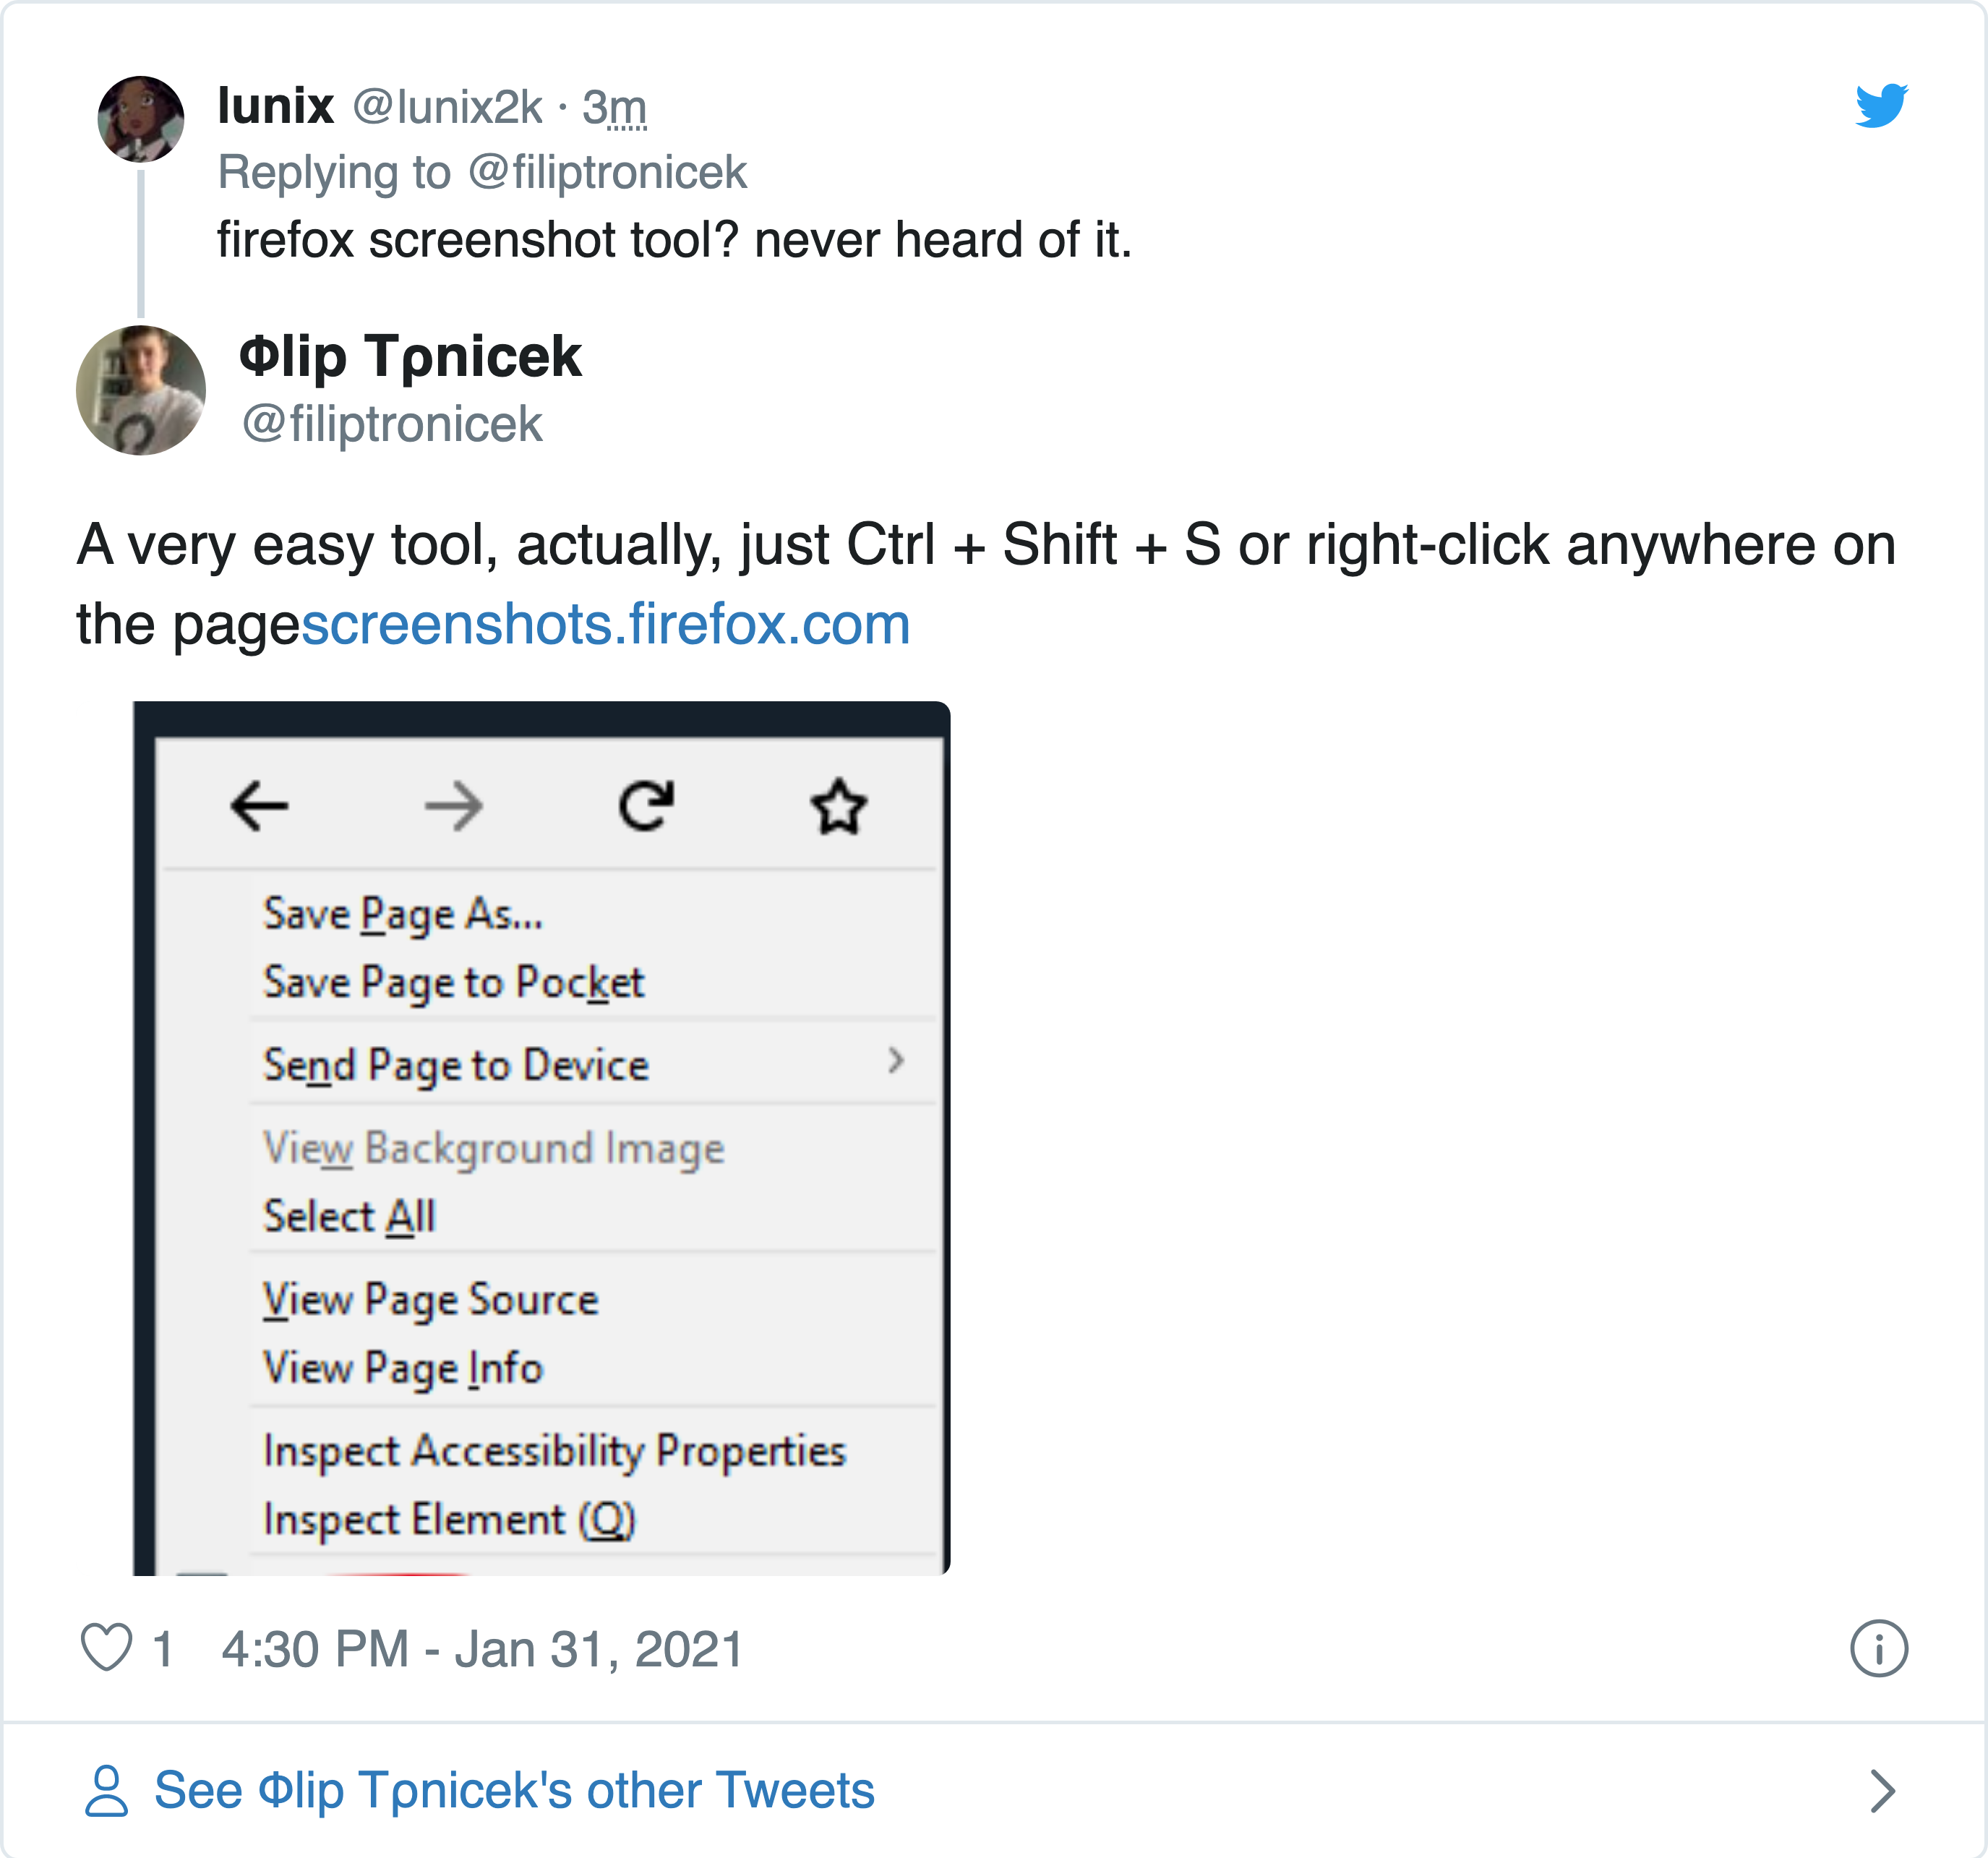 lunix @lunix2k · 3m
Replying to @filiptronicek
firefox screenshot tool? never heard of it.
Φlip Tρnicek
@filiptronicek
A very easy tool, actually, just Ctrl + Shift + S or right-click anywhere on
the pagescreenshots.firefox.com
Save Page As...
Save Page to Pocket
Send Page to Device
View Background Image
Select All
View Page Source
View Page Info
Inspect Accessibility Properties
Inspect Element (Q)
1 4:30 PM - Jan 31, 2021
See Φlip Tρnicek's other Tweets